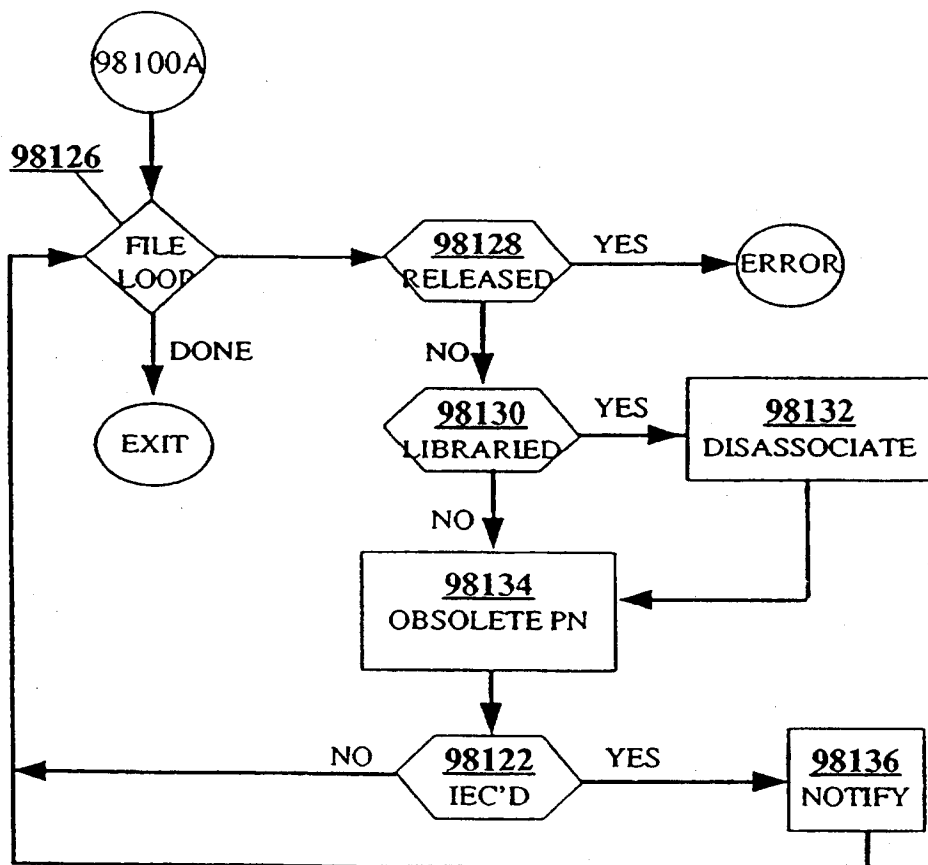 98100A
98126
FILE
LOOP
DONE
EXIT
98128
RELEASED
YES
ERROR
NO
98130
LIBRARIED
YES
98132
DISASSOCIATE
NO
98134
OBSOLETE PN
98122
IEC'D
NO
YES
98136
NOTIFY